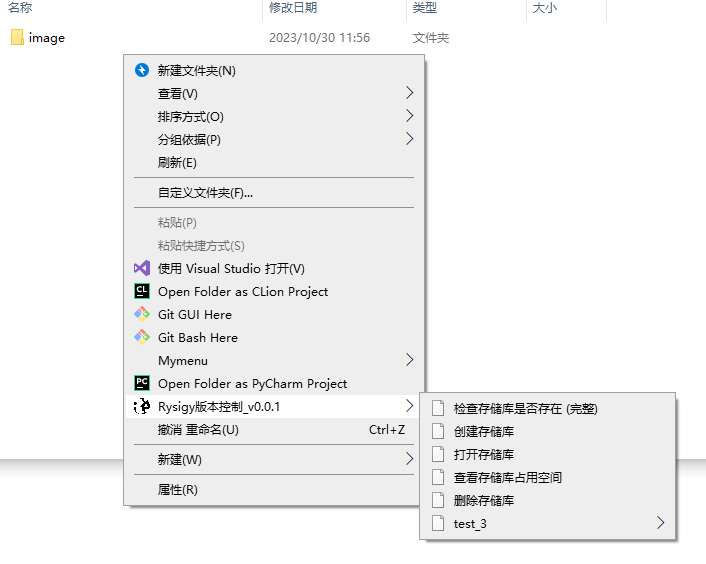 名称 修改日期 类型 大小
image 2023/10/30 11:56 文件夹
新建文件夹(N)
查看(V)
排序方式(O)
分组依据(P)
刷新(E)
自定义文件夹(F)...
粘贴(P)
粘贴快捷方式(S)
使用 Visual Studio 打开(V)
CL Open Folder as CLion Project
Git GUI Here
Git Bash Here
Mymenu
PC Open Folder as PyCharm Project
Rysigy版本控制_v0.0.1
撤消 重命名(U) Ctrl+Z
新建(W)
属性(R)
检查存储库是否存在 (完整)
创建存储库
打开存储库
查看存储库占用空间
删除存储库
test_3